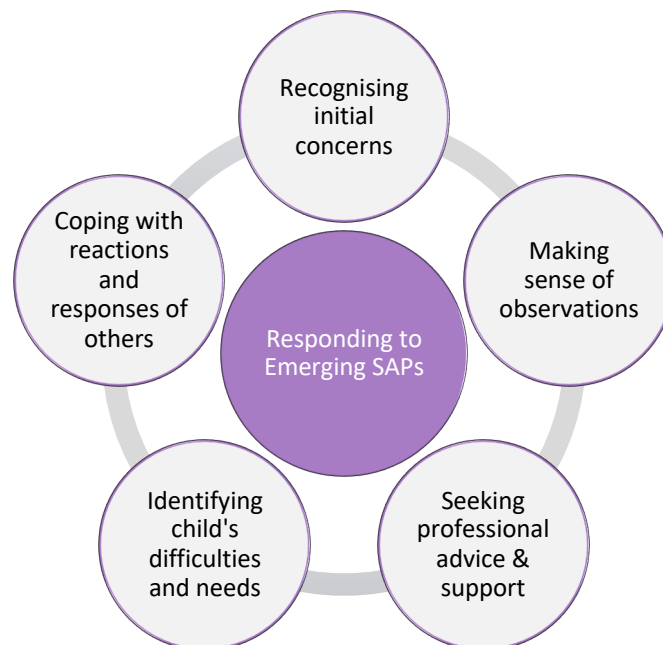 Recognising
initial
concerns
Making
sense of
observations
Seeking
professional
advice &
support
Identifying
child's
difficulties
and needs
Coping with
reactions
and
responses of
others
Responding to
Emerging SAPs